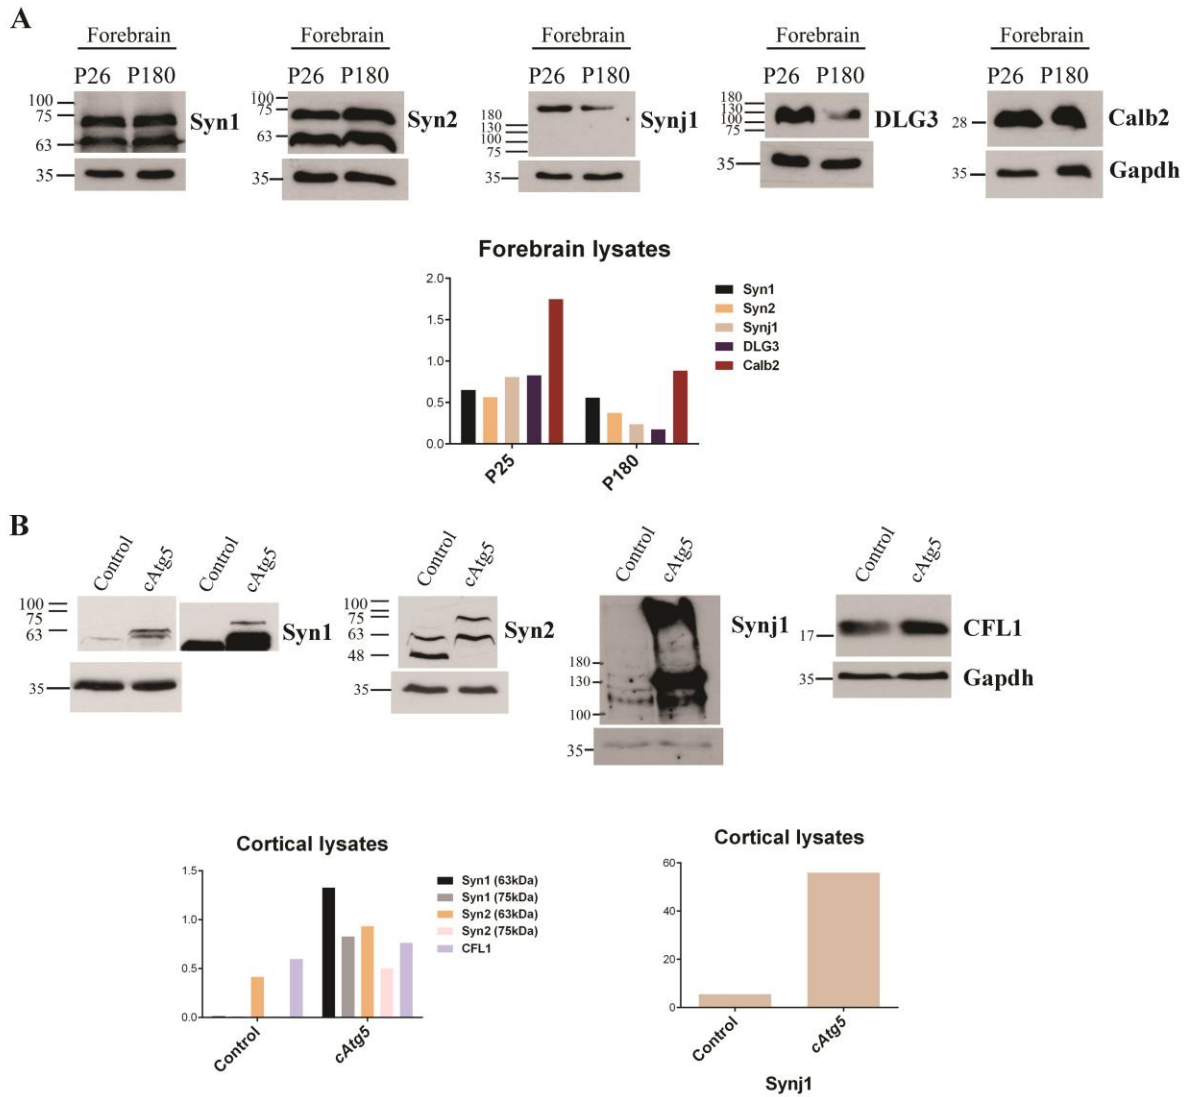 A
Forebrain Forebrain Forebrain Forebrain Forebrain
P26 P180 P26 P180 P26 P180 P26 P180 P26 P180
100
75
63
35
Syn1
100
75
63
35
Syn2
180
130
100
75
35
Synj1
180
130
100
75
35
DLG3
28
35
Calb2
Gapdh
Forebrain lysates
2.0
1.5
1.0
0.5
0.0
P25 P180
Syn1
Syn2
Synj1
DLG3
Calb2
B
Control cAtg5 Control cAtg5
100
75
63
35
Syn1
Control cAtg5
100
75
63
48
35
Syn2
Control cAtg5
180
130
100
35
Synj1
Control cAtg5
17
35
CFL1
Gapdh
Cortical lysates
1.5
1.0
0.5
0.0
Control cAtg5
Syn1 (63kDa)
Syn1 (75kDa)
Syn2 (63kDa)
Syn2 (75kDa)
CFL1
Cortical lysates
60
40
20
0
Control cAtg5
Synj1